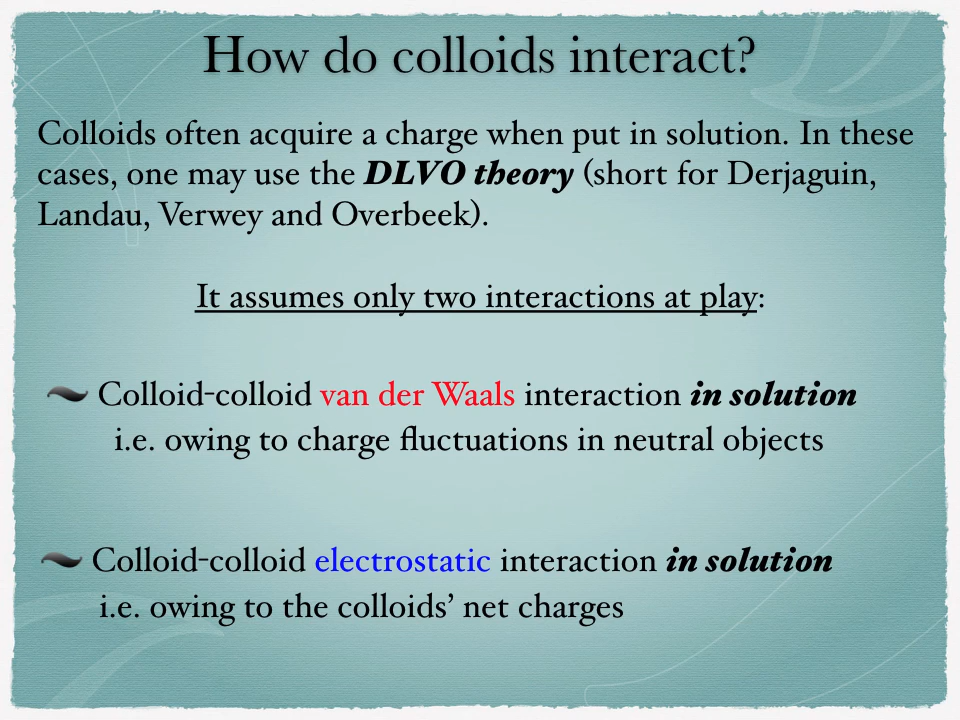 How do colloids interact?
Colloids often acquire a charge when put in solution. In these
cases, one may use the DLVO theory (short for Derjaguin,
Landau, Verwey and Overbeek).
It assumes only two interactions at play:
Colloid-colloid van der Waals interaction in solution
i.e. owing to charge fluctuations in neutral objects
Colloid-colloid electrostatic interaction in solution
i.e. owing to the colloids’ net charges